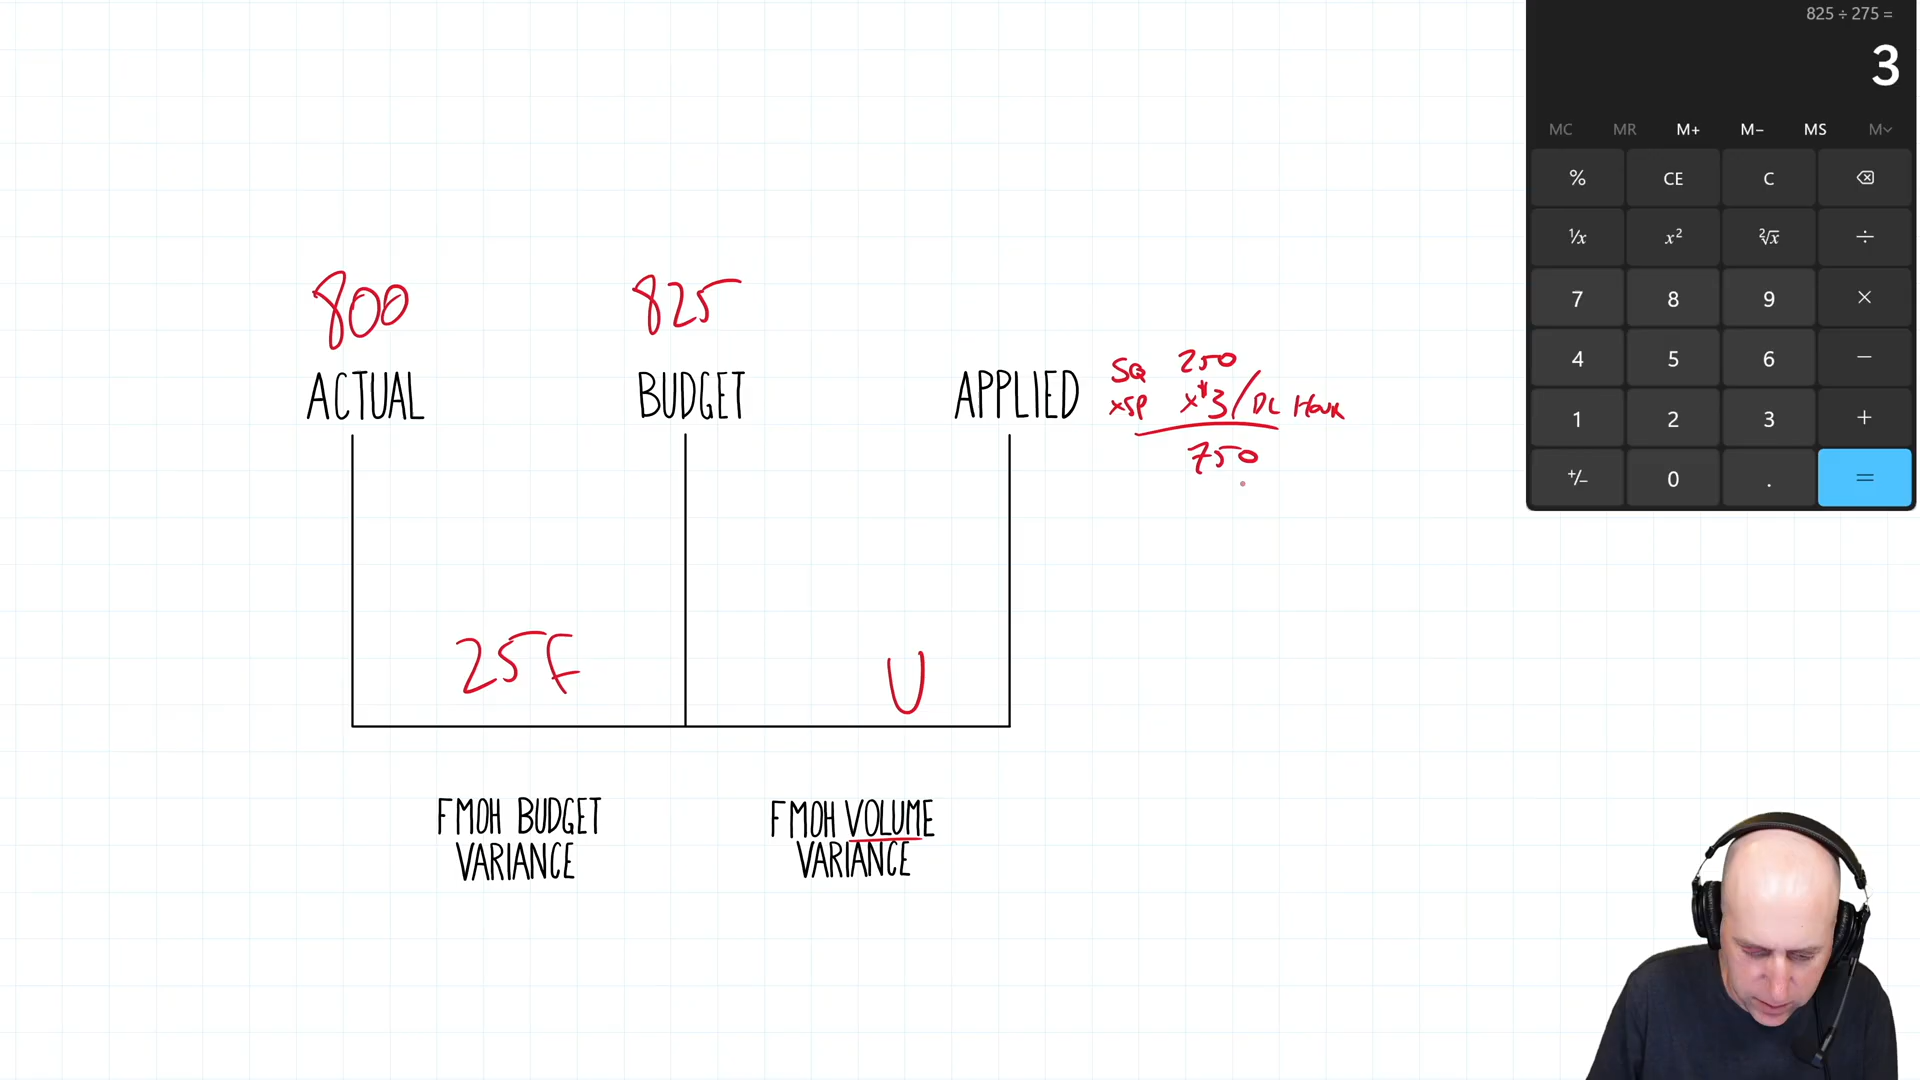 825 ÷ 275 =
3
MC MR M+ M− MS M˅
% CE C ⌫
¹/x x² ²√x ÷
7 8 9 ×
4 5 6 −
1 2 3 +
+/− 0 . =
800 825
ACTUAL BUDGET APPLIED
SQ 250
xSP x$3/DL HOUR
750
25F U
FMOH BUDGET
VARIANCE
FMOH VOLUME
VARIANCE